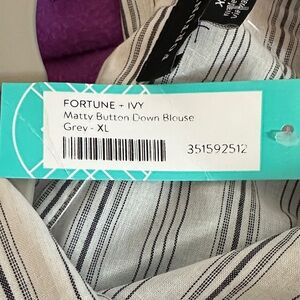 FORTUNE + IVY
Matty Button Down Blouse
Grey - XL
351592512